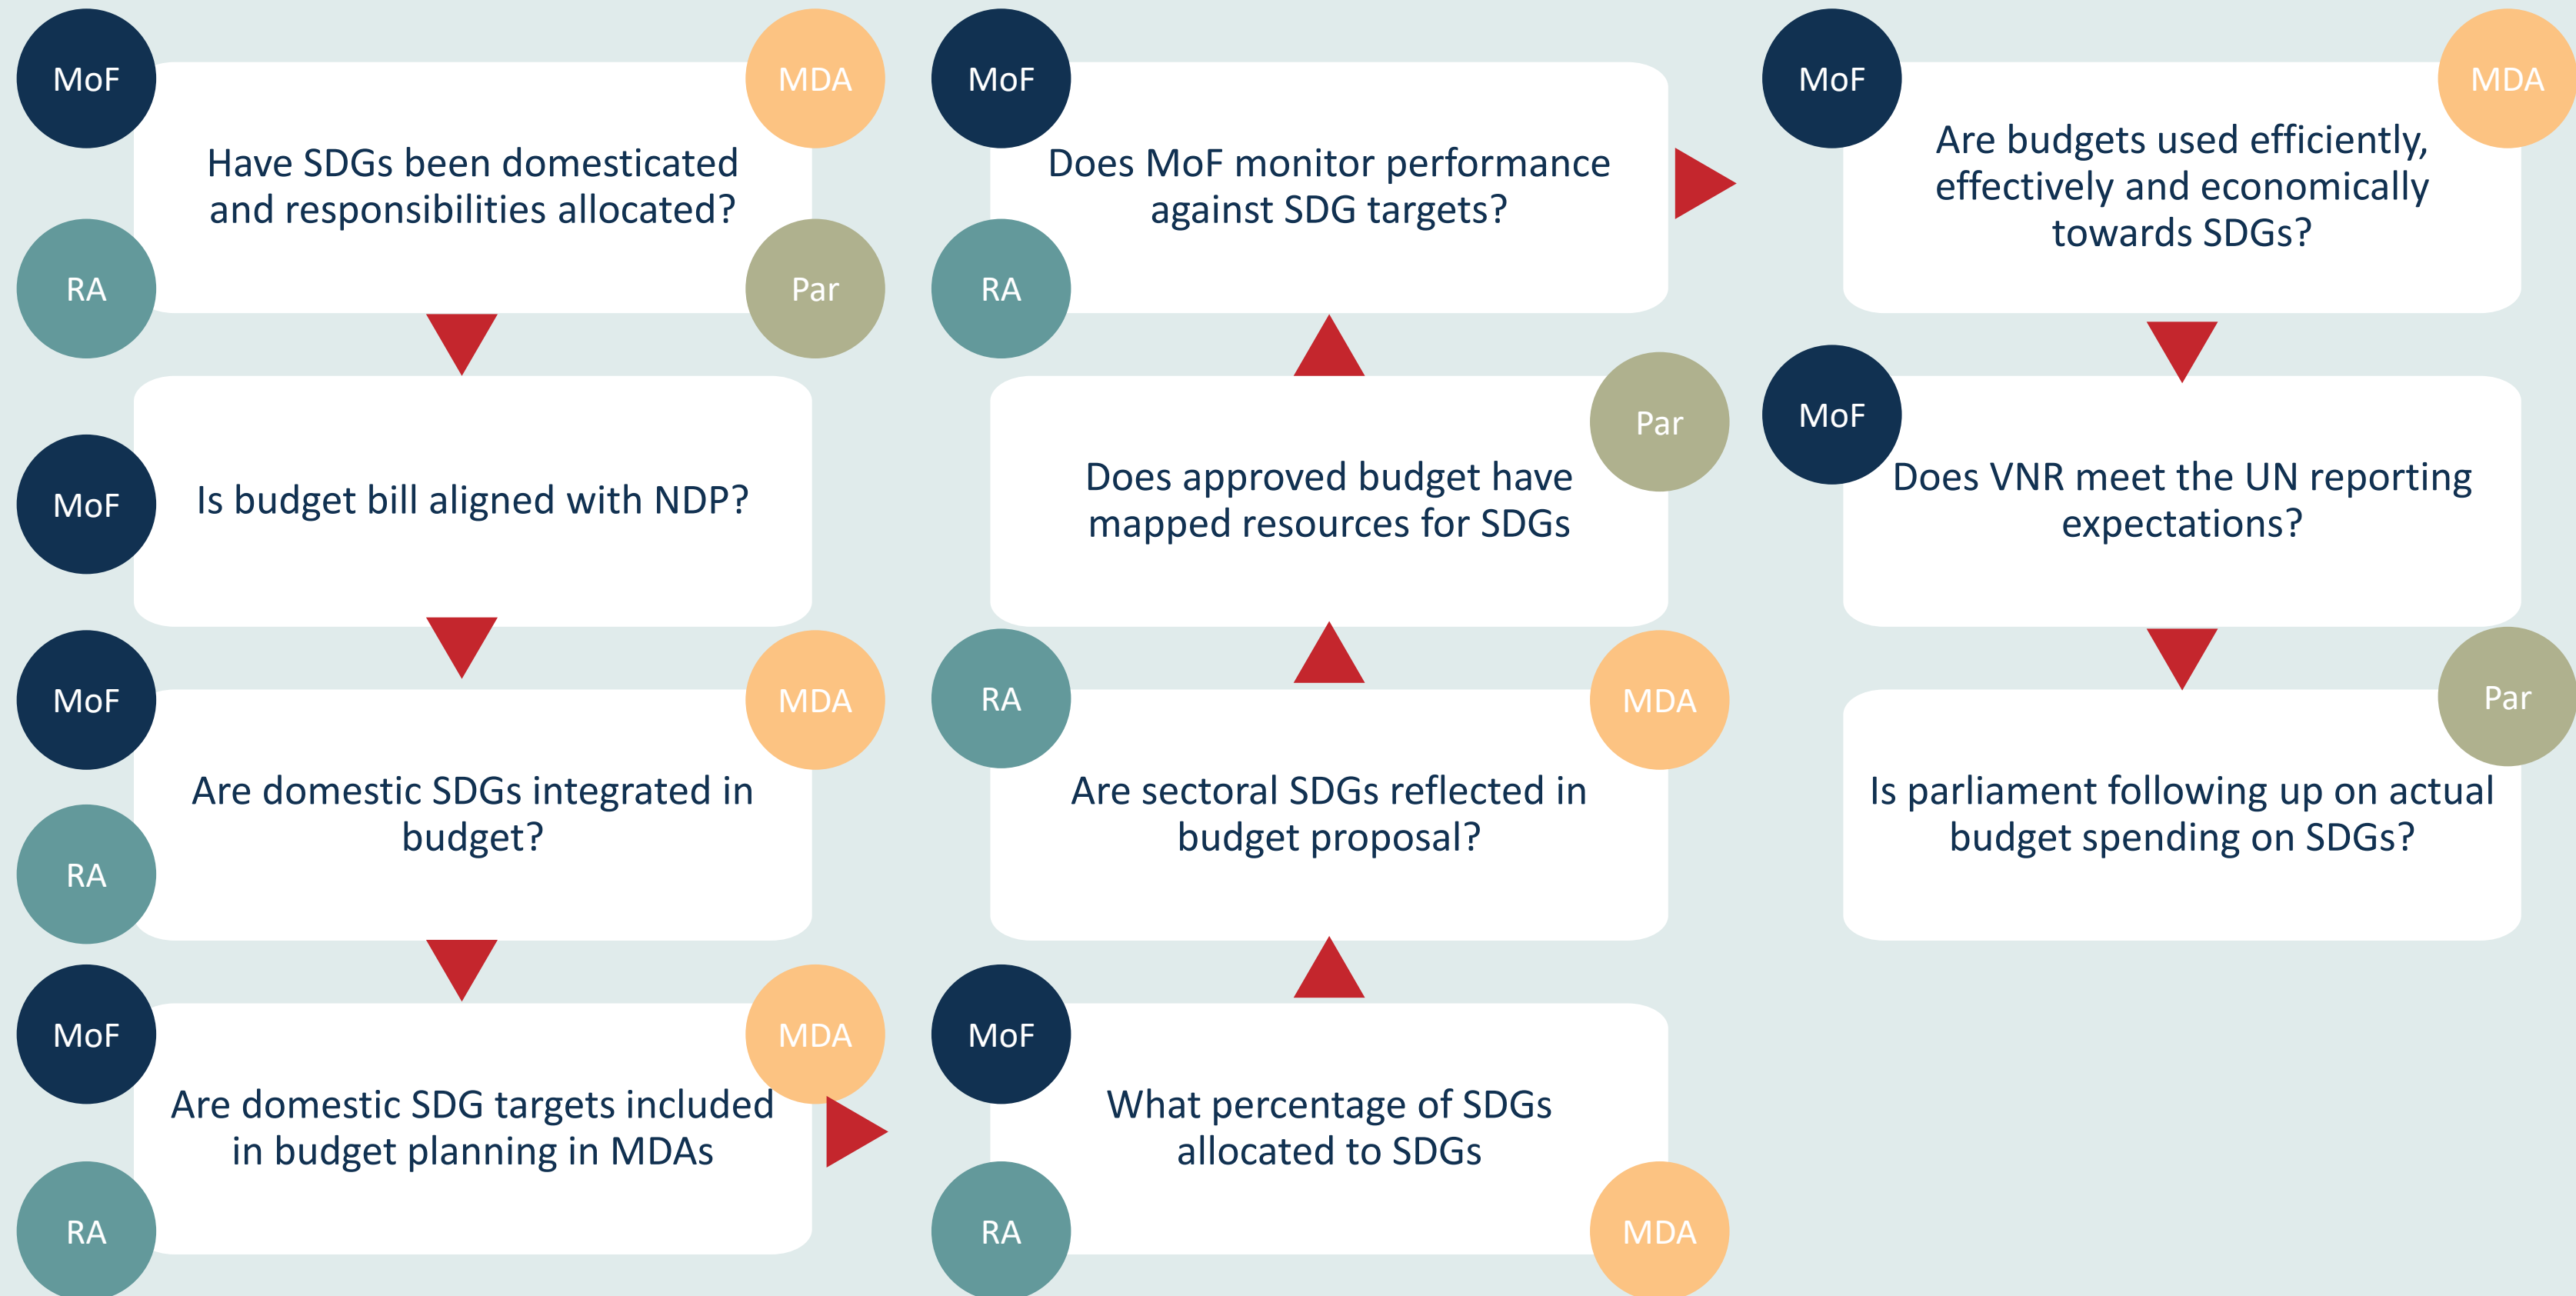 MoF
MDA
Have SDGs been domesticated
and responsibilities allocated?
RA
Par
MoF
Is budget bill aligned with NDP?
MoF
MDA
Are domestic SDGs integrated in
budget?
RA
MoF
MDA
Are domestic SDG targets included
in budget planning in MDAs
RA
MoF
What percentage of SDGs
allocated to SDGs
RA
MDA
RA
MDA
Are sectoral SDGs reflected in
budget proposal?
Par
Does approved budget have
mapped resources for SDGs
MoF
Does MoF monitor performance
against SDG targets?
RA
MoF
MDA
Are budgets used efficiently,
effectively and economically
towards SDGs?
MoF
Does VNR meet the UN reporting
expectations?
Par
Is parliament following up on actual
budget spending on SDGs?